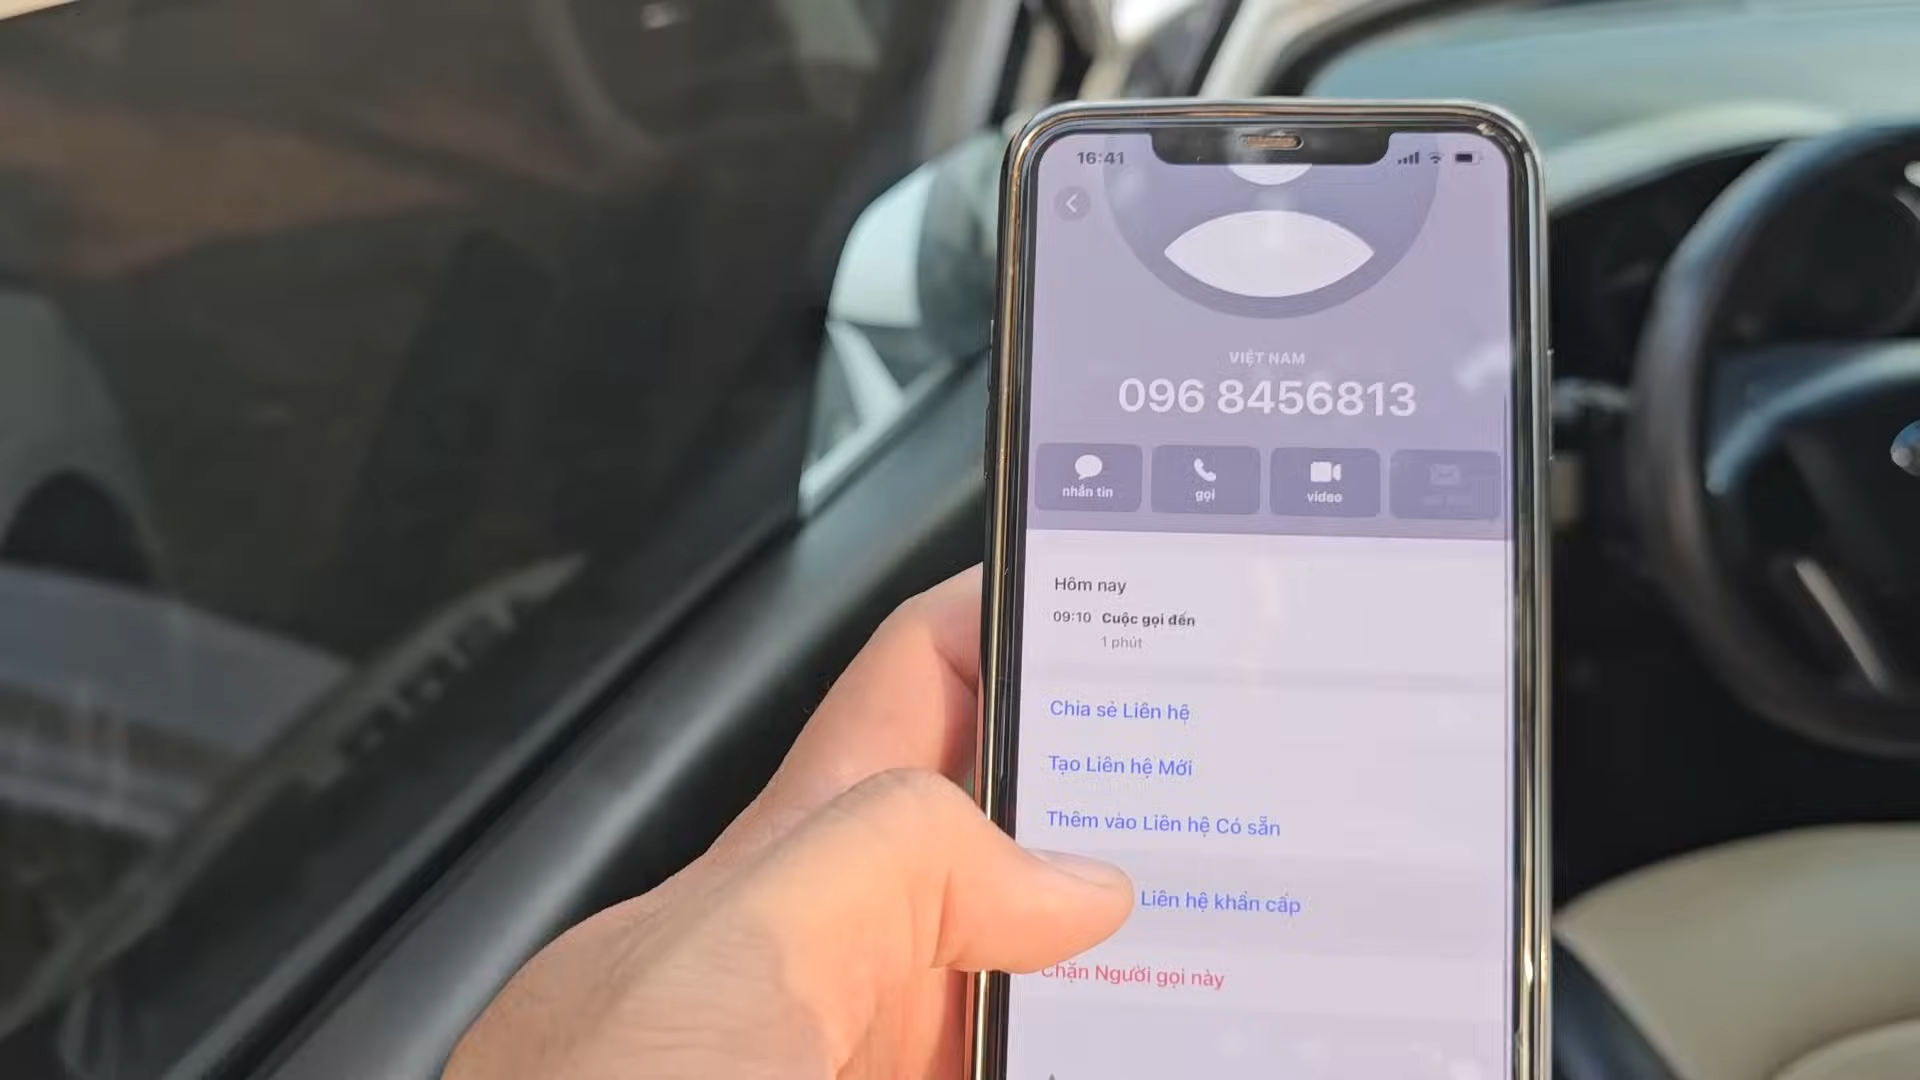 16:41
VIỆT NAM
096 8456813
nhắn tin
gọi
video
Hôm nay
09:10 Cuộc gọi đến
1 phút
Chia sẻ Liên hệ
Tạo Liên hệ Mới
Thêm vào Liên hệ Có sẵn
Liên hệ khẩn cấp
Chặn Người gọi này